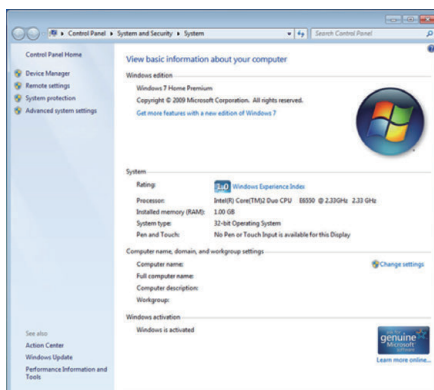 Control Panel ▸ System and Security ▸ System
Search Control Panel
Control Panel Home
Device Manager
Remote settings
System protection
Advanced system settings
See also
Action Center
Windows Update
Performance Information and
Tools
View basic information about your computer
Windows edition
Windows 7 Home Premium
Copyright © 2009 Microsoft Corporation. All rights reserved.
Get more features with a new edition of Windows 7
System
Rating:
1.0 Windows Experience Index
Processor: Intel(R) Core(TM)2 Duo CPU E6550 @ 2.33GHz 2.33 GHz
Installed memory (RAM): 1.00 GB
System type: 32-bit Operating System
Pen and Touch: No Pen or Touch Input is available for this Display
Computer name, domain, and workgroup settings
Computer name:
Change settings
Full computer name:
Computer description:
Workgroup:
Windows activation
Windows is activated
genuine
Microsoft
Learn more online...